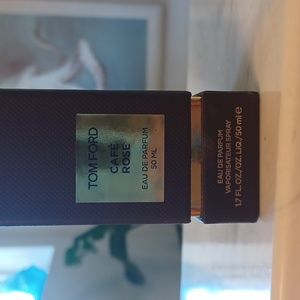 TOM FORD
CAFÉ
ROSE
EAU DE PARFUM
50 ML
EAU DE PARFUM
VAPORISATEUR SPRAY
1.7 FL.OZ./OZ.LIQ./50 ml e